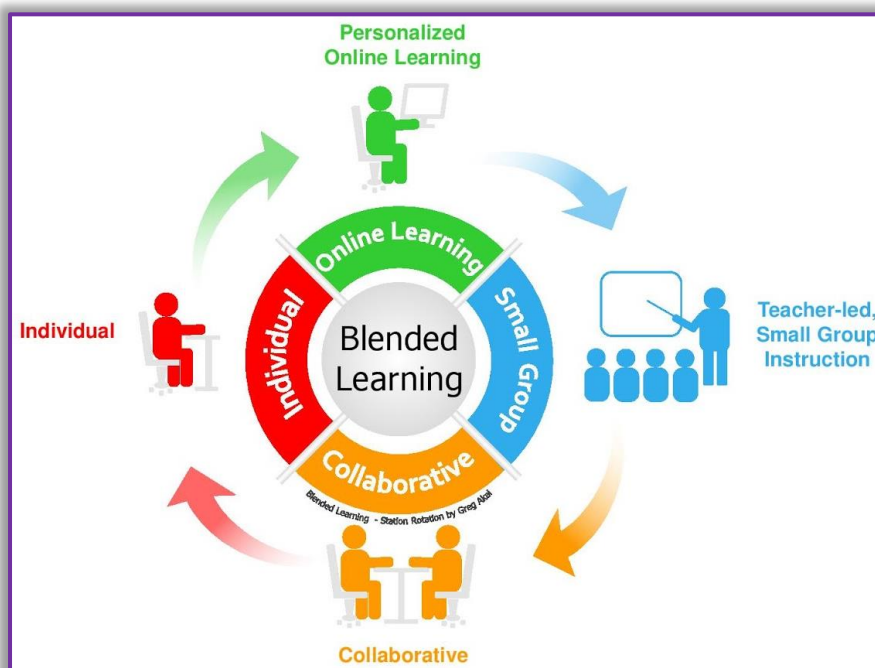 Personalized
Online Learning
Online Learning
Individual
Individual
Blended
Learning
Small Group
Teacher-led,
Small Group
Instruction
Collaborative
Blended Learning - Station Rotation by Greg Akai
Collaborative